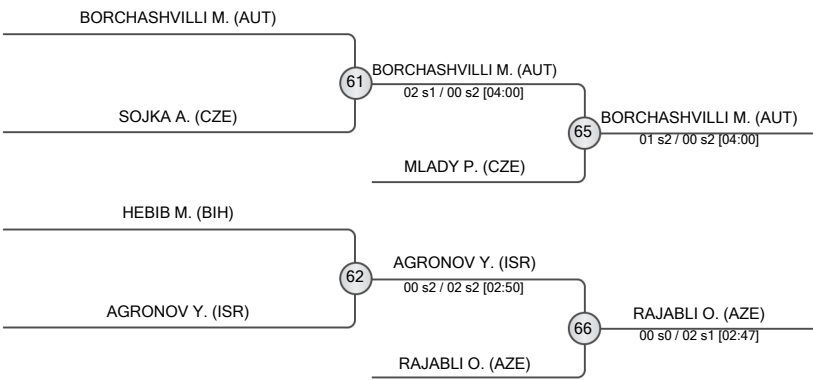 BORCHASHVILLI M. (AUT)
61
BORCHASHVILLI M. (AUT)
02 s1 / 00 s2 [04:00]
SOJKA A. (CZE)
65
BORCHASHVILLI M. (AUT)
01 s2 / 00 s2 [04:00]
MLADY P. (CZE)
HEBIB M. (BIH)
62
AGRONOV Y. (ISR)
00 s2 / 02 s2 [02:50]
AGRONOV Y. (ISR)
66
RAJABLI O. (AZE)
00 s0 / 02 s1 [02:47]
RAJABLI O. (AZE)